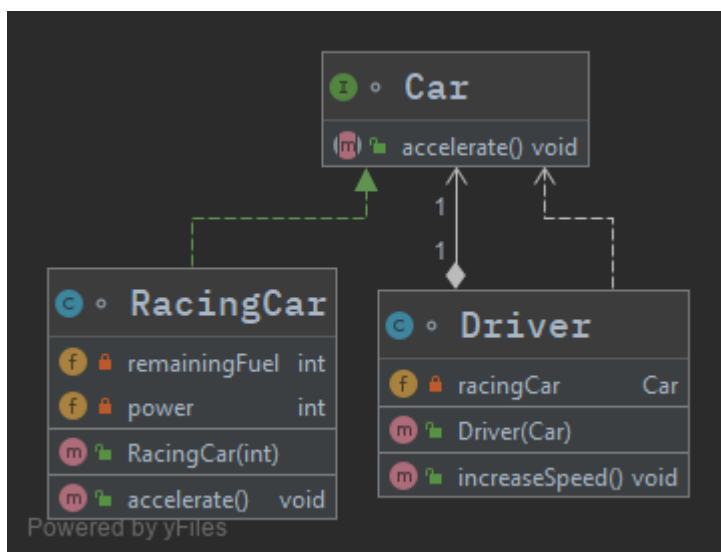 I Car
m accelerate() void
1
1
C RacingCar
f remainingFuel int
f power int
m RacingCar(int)
m accelerate() void
C Driver
f racingCar Car
m Driver(Car)
m increaseSpeed() void
Powered by yFiles